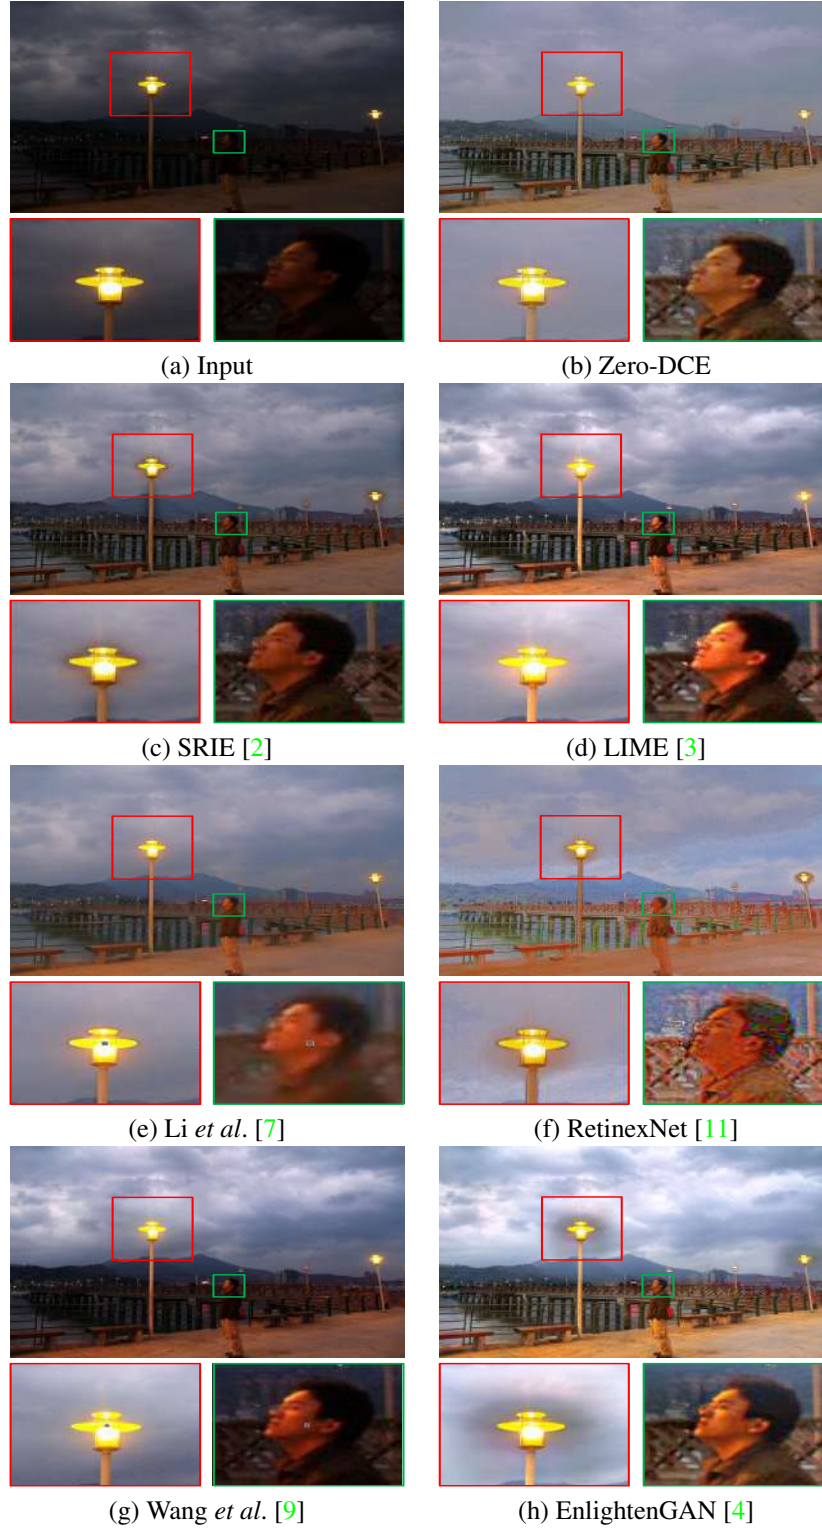 (a) Input
(b) Zero-DCE
(c) SRIE [2]
(d) LIME [3]
(e) Li et al. [7]
(f) RetinexNet [11]
(g) Wang et al. [9]
(h) EnlightenGAN [4]